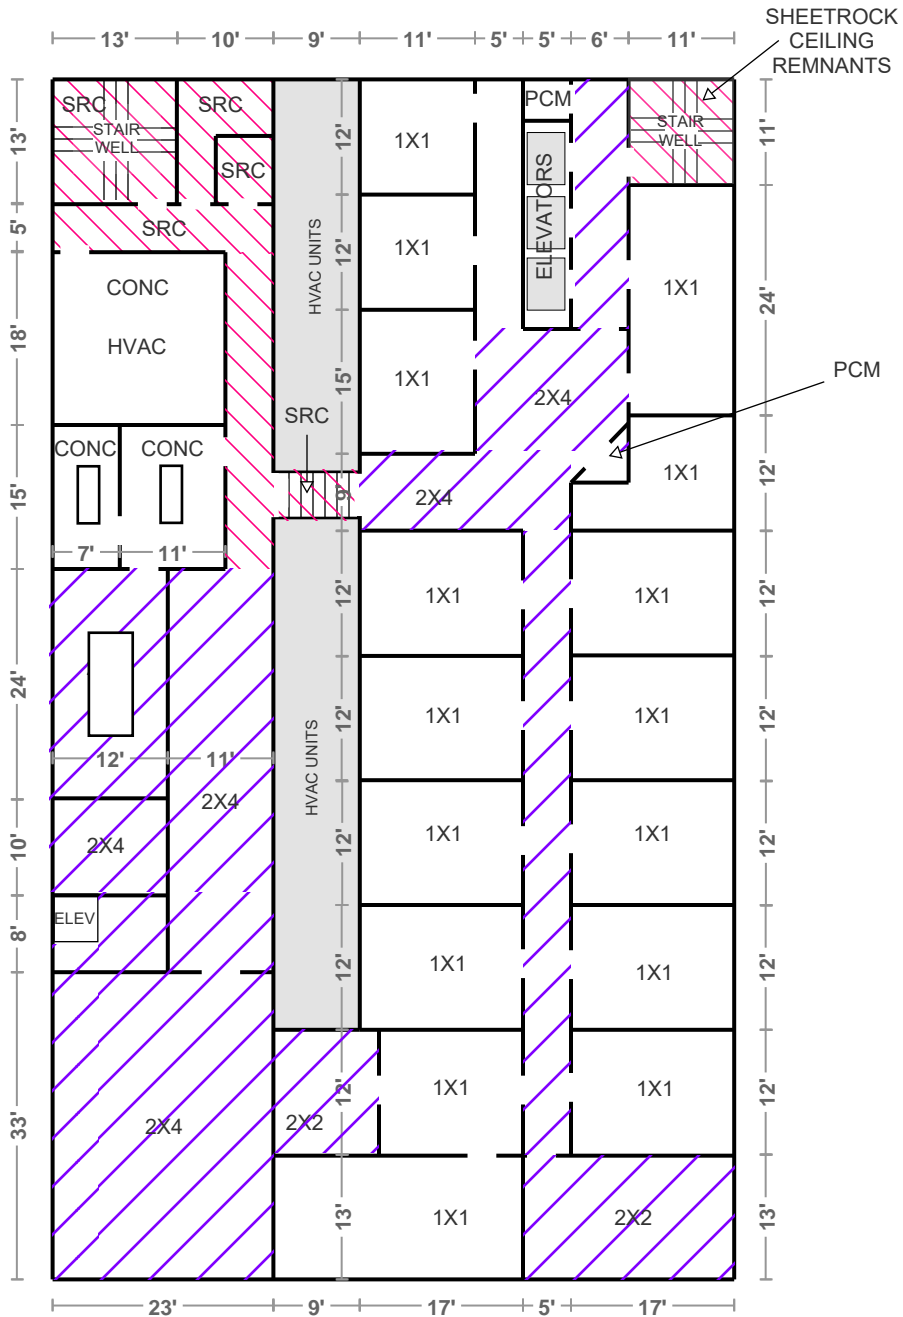 SHEETROCK
CEILING
REMNANTS
13'
10'
9'
11'
5'
5'
6'
11'
SRC
SRC
PCM
STAIR
WELL
STAIR
WELL
13'
12'
1X1
11'
SRC
ELEVATORS
5'
SRC
HVAC UNITS
12'
1X1
CONC
1X1
24'
18'
HVAC
15'
1X1
PCM
2X4
SRC
CONC
CONC
1X1
12'
15'
9'
2X4
7'
11'
12'
1X1
1X1
12'
24'
12'
1X1
1X1
12'
12'
11'
HVAC UNITS
2X4
10'
2X4
12'
1X1
1X1
12'
ELEV
8'
12'
1X1
1X1
12'
33'
12'
1X1
1X1
12'
2X4
2X2
13'
1X1
2X2
13'
23'
9'
17'
5'
17'